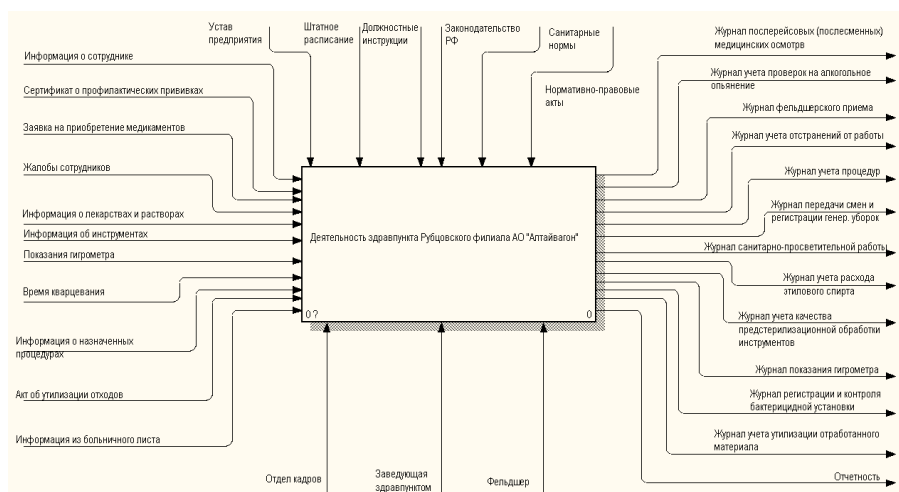 Устав
предприятия
Штатное
расписание
Должностные
инструкции
Законодательство
РФ
Санитарные
нормы
Нормативно-правовые
акты
Информация о сотруднике
Сертификат о профилактических прививках
Заявка на приобретение медикаментов
Жалобы сотрудников
Информация о лекарствах и растворах
Информация об инструментах
Показания гигрометра
Время кварцевания
Информация о назначенных
процедурах
Акт об утилизации отходов
Информация из больничного листа
Деятельность здравпункта Рубцовского филиала АО "Алтайвагон"
0 ?
0
Журнал послерейсовых (послесменных)
медицинских осмотрв
Журнал учета проверок на алкогольное
опьянение
Журнал фельдшерского приема
Журнал учета отстранений от работы
Журнал учета процедур
Журнал передачи смен и
регистрации генер. уборок
Журнал санитарно-просветительной работы
Журнал учета расхода
этилового спирта
Журнал учета качества
предстерилизационной обработки
инструментов
Журнал показания гигрометра
Журнал регистрации и контроля
бактерицидной установки
Журнал учета утилизации отработанного
материала
Отчетность
Отдел кадров
Заведующая
здравпунктом
Фельдшер